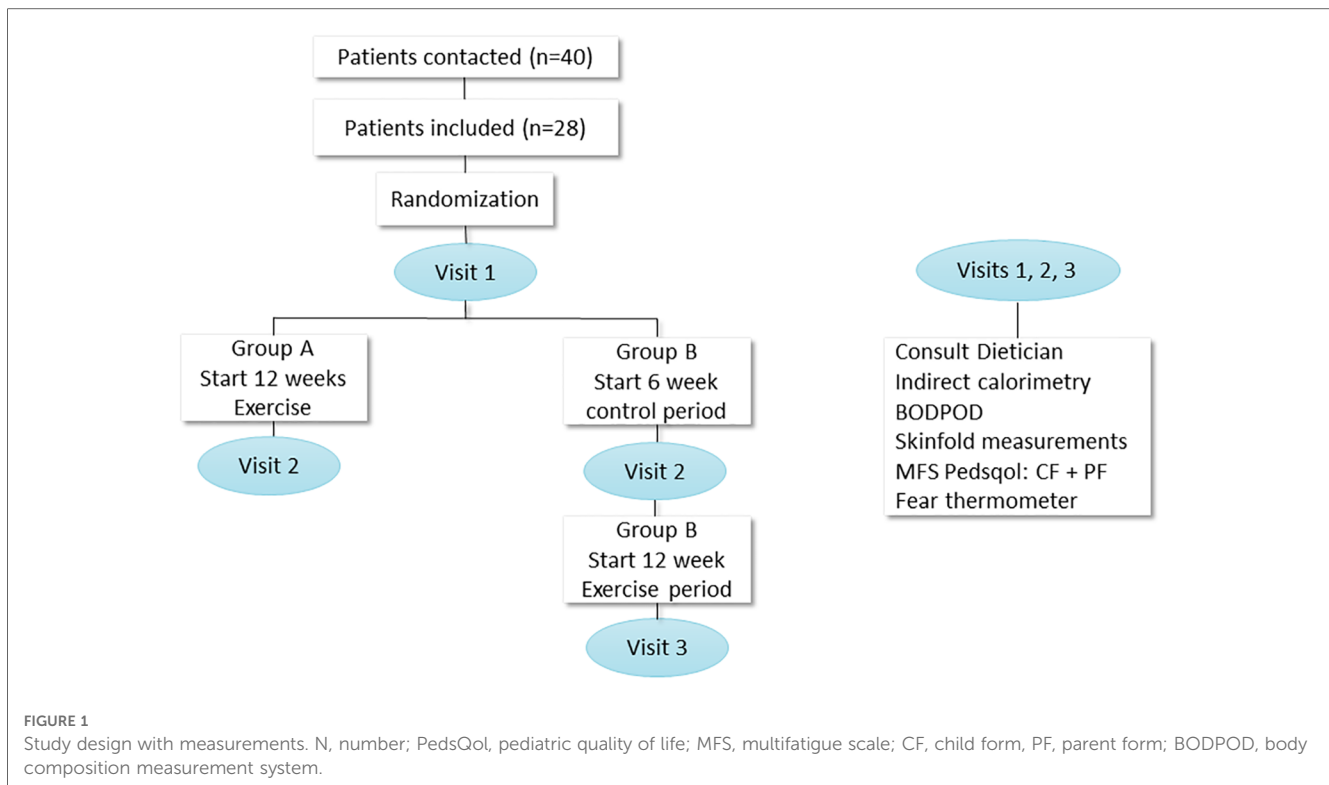 Patients contacted (n=40)
Patients included (n=28)
Randomization
Visit 1
Group A
Start 12 weeks
Exercise
Visit 2
Group B
Start 6 week
control period
Visit 2
Group B
Start 12 week
Exercise period
Visit 3
Visits 1, 2, 3
Consult Dietician
Indirect calorimetry
BODPOD
Skinfold measurements
MFS Pedsqol: CF + PF
Fear thermometer
FIGURE 1
Study design with measurements. N, number; PedsQol, pediatric quality of life; MFS, multifatigue scale; CF, child form, PF, parent form; BODPOD, body
composition measurement system.